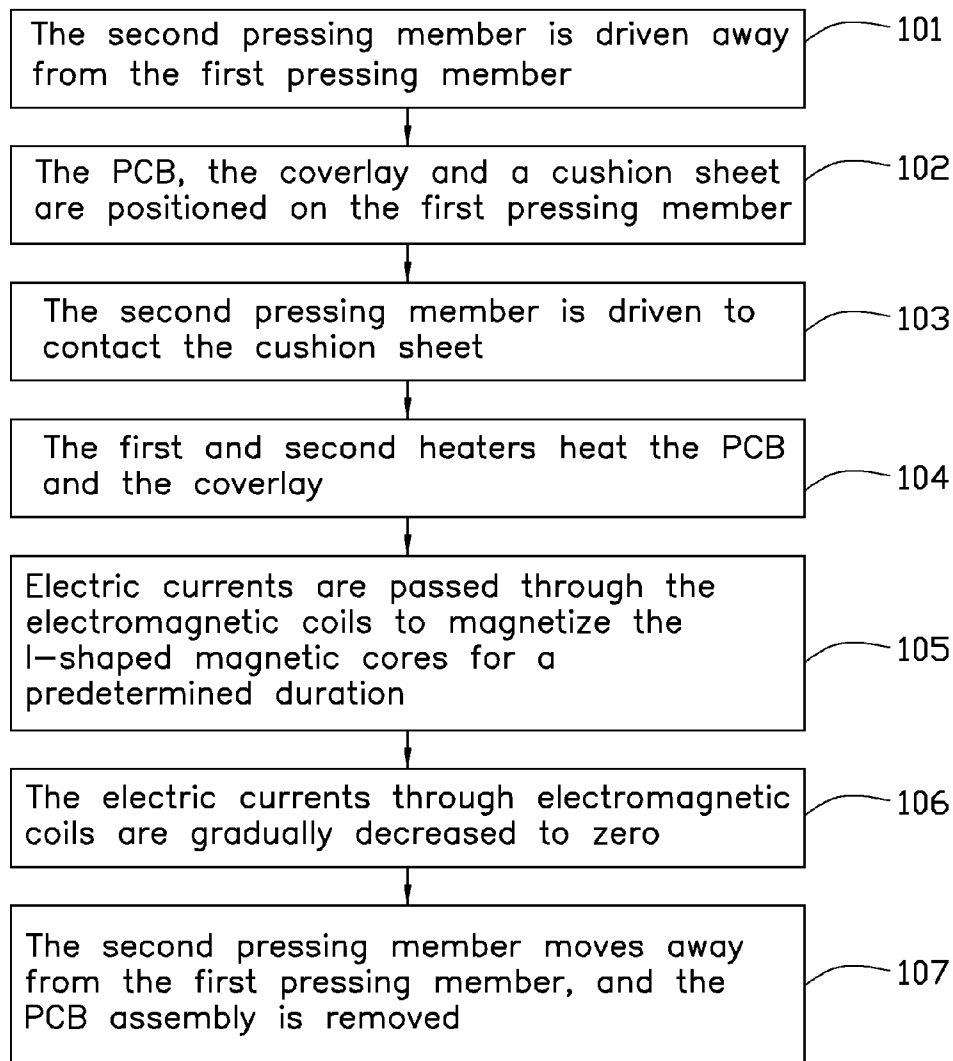 The second pressing member is driven away
from the first pressing member
101
The PCB, the coverlay and a cushion sheet
are positioned on the first pressing member
102
The second pressing member is driven to
contact the cushion sheet
103
The first and second heaters heat the PCB
and the coverlay
104
Electric currents are passed through the
electromagnetic coils to magnetize the
I-shaped magnetic cores for a
predetermined duration
105
The electric currents through electromagnetic
coils are gradually decreased to zero
106
The second pressing member moves away
from the first pressing member, and the
PCB assembly is removed
107